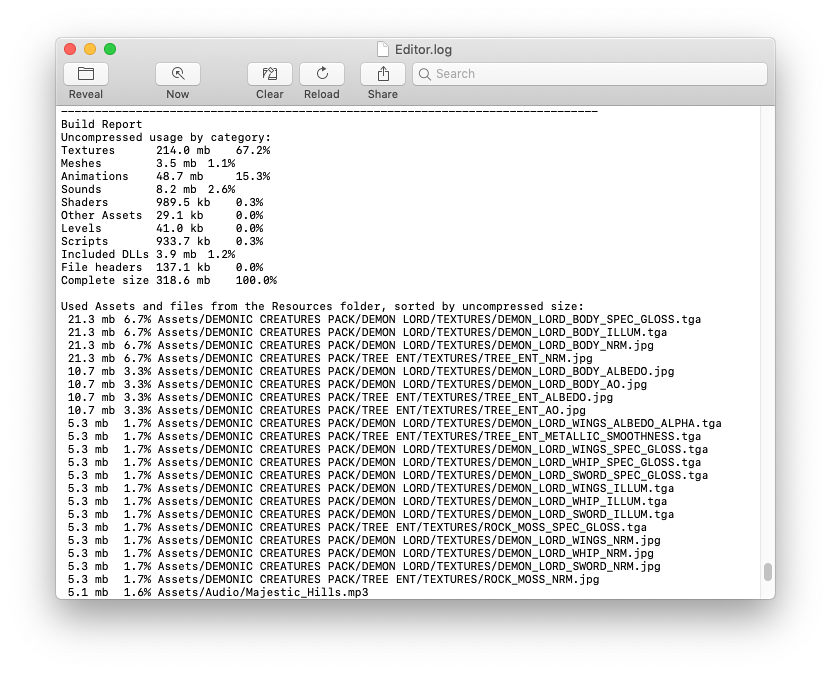 Editor.log
Reveal Now Clear Reload Share Search
--------------------------------------------------------------------------------
Build Report
Uncompressed usage by category:
Textures 214.0 mb 67.2%
Meshes 3.5 mb 1.1%
Animations 48.7 mb 15.3%
Sounds 8.2 mb 2.6%
Shaders 989.5 kb 0.3%
Other Assets 29.1 kb 0.0%
Levels 41.0 kb 0.0%
Scripts 933.7 kb 0.3%
Included DLLs 3.9 mb 1.2%
File headers 137.1 kb 0.0%
Complete size 318.6 mb 100.0%
Used Assets and files from the Resources folder, sorted by uncompressed size:
21.3 mb 6.7% Assets/DEMONIC CREATURES PACK/DEMON LORD/TEXTURES/DEMON_LORD_BODY_SPEC_GLOSS.tga
21.3 mb 6.7% Assets/DEMONIC CREATURES PACK/DEMON LORD/TEXTURES/DEMON_LORD_BODY_ILLUM.tga
21.3 mb 6.7% Assets/DEMONIC CREATURES PACK/DEMON LORD/TEXTURES/DEMON_LORD_BODY_NRM.jpg
21.3 mb 6.7% Assets/DEMONIC CREATURES PACK/TREE ENT/TEXTURES/TREE_ENT_NRM.jpg
10.7 mb 3.3% Assets/DEMONIC CREATURES PACK/DEMON LORD/TEXTURES/DEMON_LORD_BODY_ALBEDO.jpg
10.7 mb 3.3% Assets/DEMONIC CREATURES PACK/DEMON LORD/TEXTURES/DEMON_LORD_BODY_AO.jpg
10.7 mb 3.3% Assets/DEMONIC CREATURES PACK/TREE ENT/TEXTURES/TREE_ENT_ALBEDO.jpg
10.7 mb 3.3% Assets/DEMONIC CREATURES PACK/TREE ENT/TEXTURES/TREE_ENT_AO.jpg
5.3 mb 1.7% Assets/DEMONIC CREATURES PACK/DEMON LORD/TEXTURES/DEMON_LORD_WINGS_ALBEDO_ALPHA.tga
5.3 mb 1.7% Assets/DEMONIC CREATURES PACK/TREE ENT/TEXTURES/TREE_ENT_METALLIC_SMOOTHNESS.tga
5.3 mb 1.7% Assets/DEMONIC CREATURES PACK/DEMON LORD/TEXTURES/DEMON_LORD_WINGS_SPEC_GLOSS.tga
5.3 mb 1.7% Assets/DEMONIC CREATURES PACK/DEMON LORD/TEXTURES/DEMON_LORD_WHIP_SPEC_GLOSS.tga
5.3 mb 1.7% Assets/DEMONIC CREATURES PACK/DEMON LORD/TEXTURES/DEMON_LORD_SWORD_SPEC_GLOSS.tga
5.3 mb 1.7% Assets/DEMONIC CREATURES PACK/DEMON LORD/TEXTURES/DEMON_LORD_WINGS_ILLUM.tga
5.3 mb 1.7% Assets/DEMONIC CREATURES PACK/DEMON LORD/TEXTURES/DEMON_LORD_WHIP_ILLUM.tga
5.3 mb 1.7% Assets/DEMONIC CREATURES PACK/DEMON LORD/TEXTURES/DEMON_LORD_SWORD_ILLUM.tga
5.3 mb 1.7% Assets/DEMONIC CREATURES PACK/TREE ENT/TEXTURES/ROCK_MOSS_SPEC_GLOSS.tga
5.3 mb 1.7% Assets/DEMONIC CREATURES PACK/DEMON LORD/TEXTURES/DEMON_LORD_WINGS_NRM.jpg
5.3 mb 1.7% Assets/DEMONIC CREATURES PACK/DEMON LORD/TEXTURES/DEMON_LORD_WHIP_NRM.jpg
5.3 mb 1.7% Assets/DEMONIC CREATURES PACK/DEMON LORD/TEXTURES/DEMON_LORD_SWORD_NRM.jpg
5.3 mb 1.7% Assets/DEMONIC CREATURES PACK/TREE ENT/TEXTURES/ROCK_MOSS_NRM.jpg
5.1 mb 1.6% Assets/Audio/Majestic_Hills.mp3